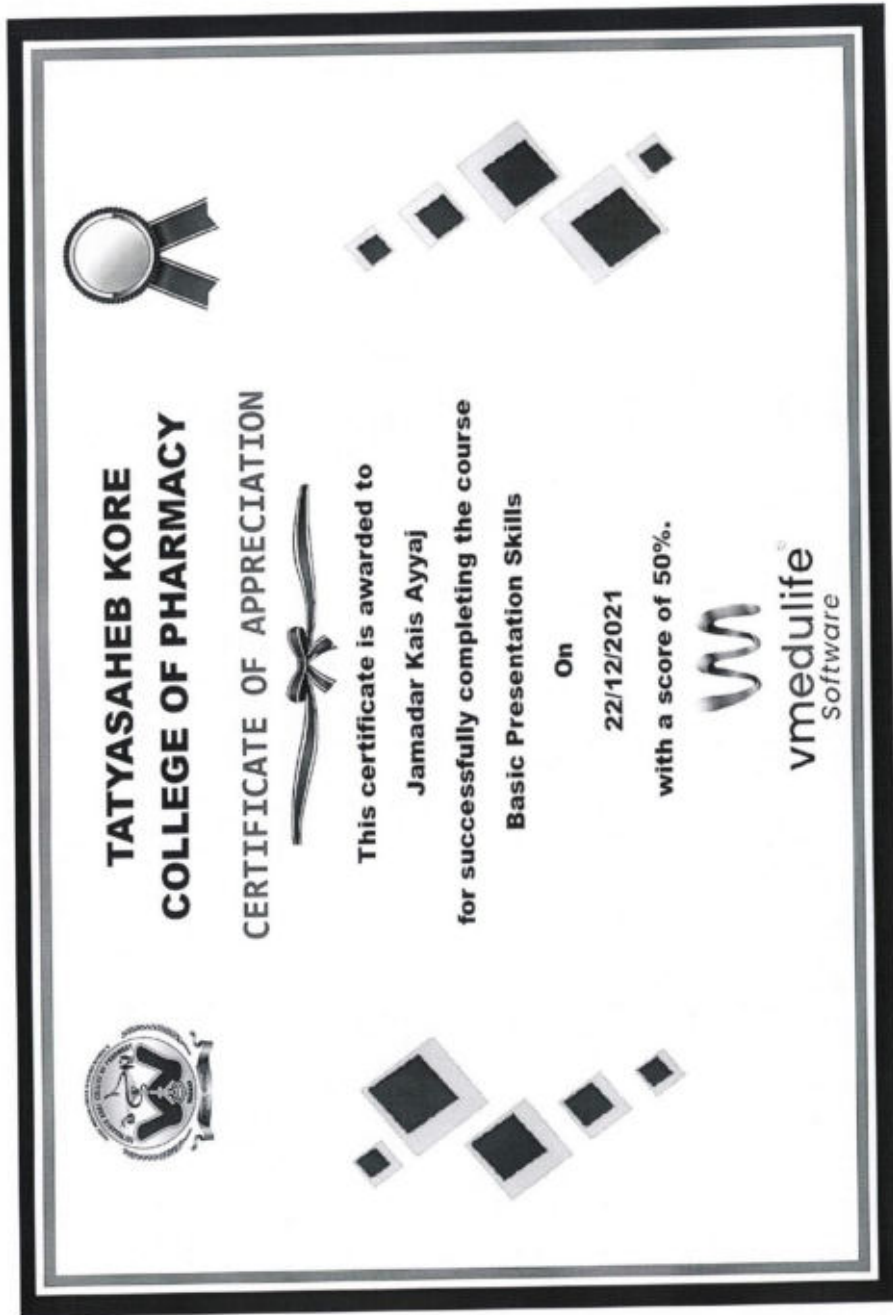 TATYASAHEB KORE
COLLEGE OF PHARMACY
CERTIFICATE OF APPRECIATION
This certificate is awarded to
Jamadar Kais Ayyaj
for successfully completing the course
Basic Presentation Skills
On
22/12/2021
with a score of 50%.
vmedulife
software